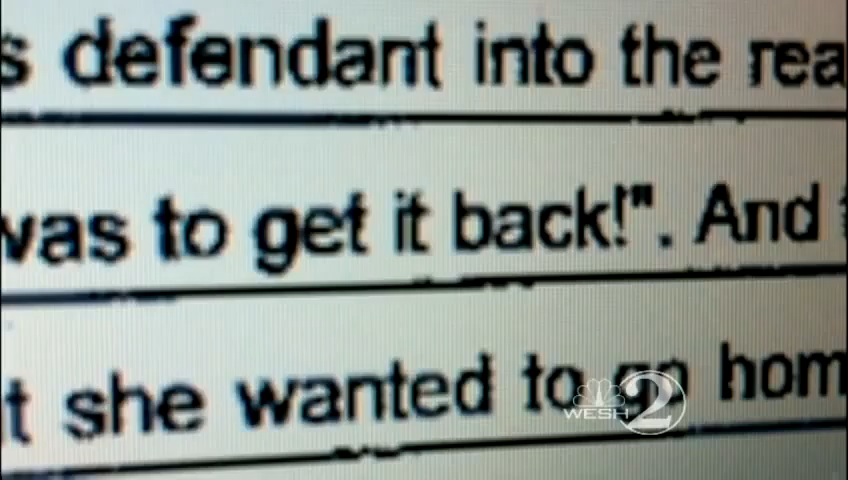 s defendant into the rea
was to get it back!". And
t she wanted to go hom
WESH 2